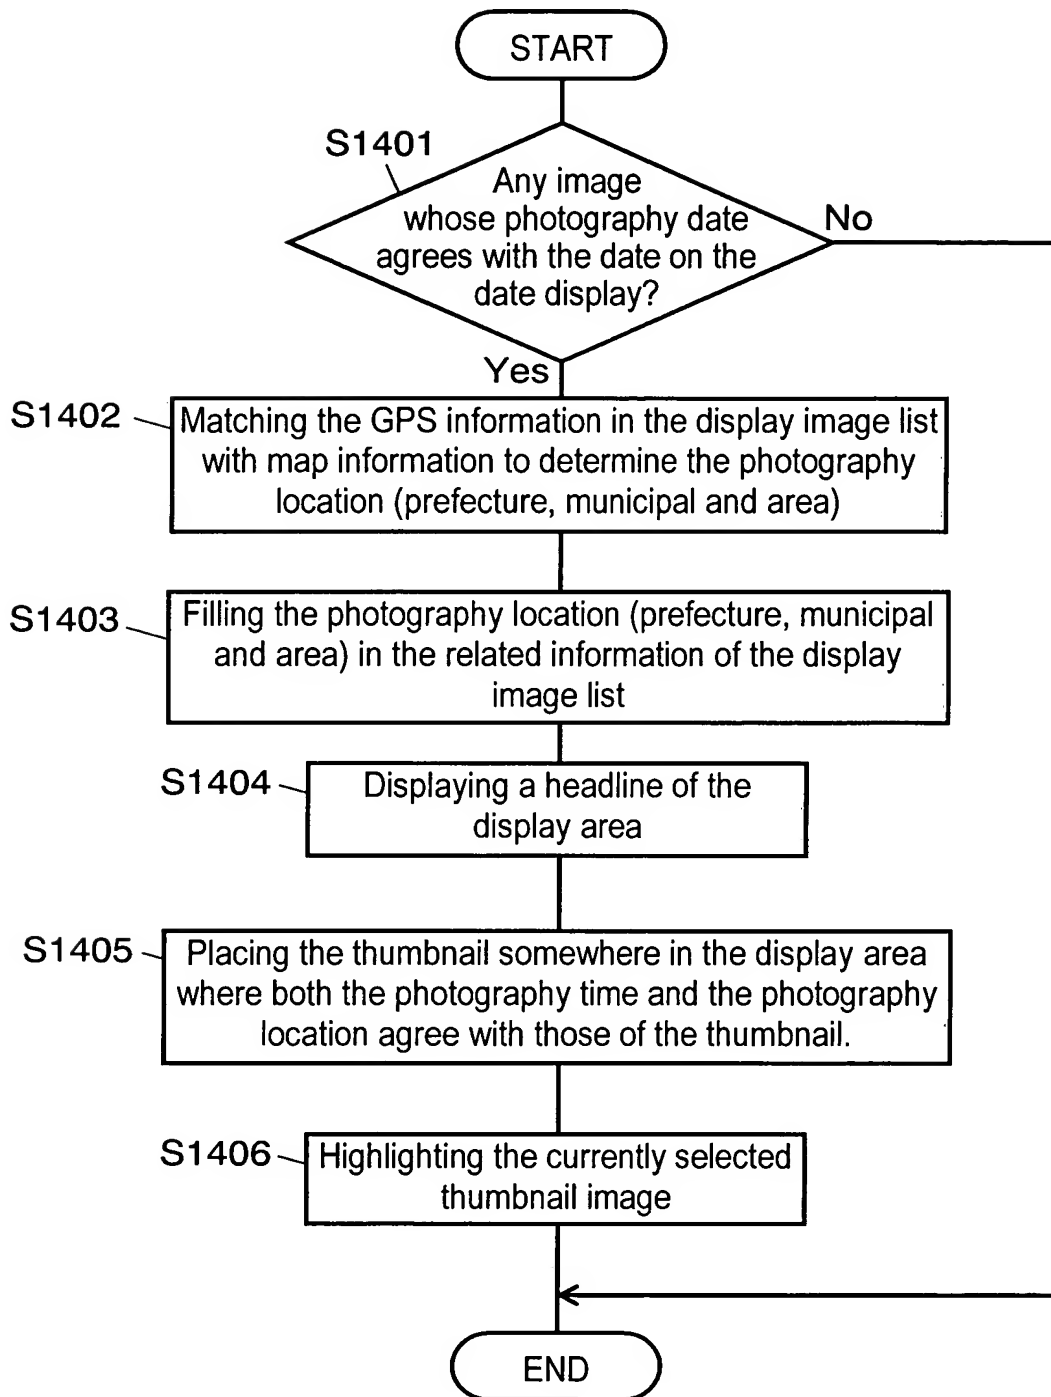 START
S1401
Any image
whose photography date
agrees with the date on the
date display?
No
Yes
S1402
Matching the GPS information in the display image list
with map information to determine the photography
location (prefecture, municipal and area)
S1403
Filling the photography location (prefecture, municipal
and area) in the related information of the display
image list
S1404
Displaying a headline of the
display area
S1405
Placing the thumbnail somewhere in the display area
where both the photography time and the photography
location agree with those of the thumbnail.
S1406
Highlighting the currently selected
thumbnail image
END